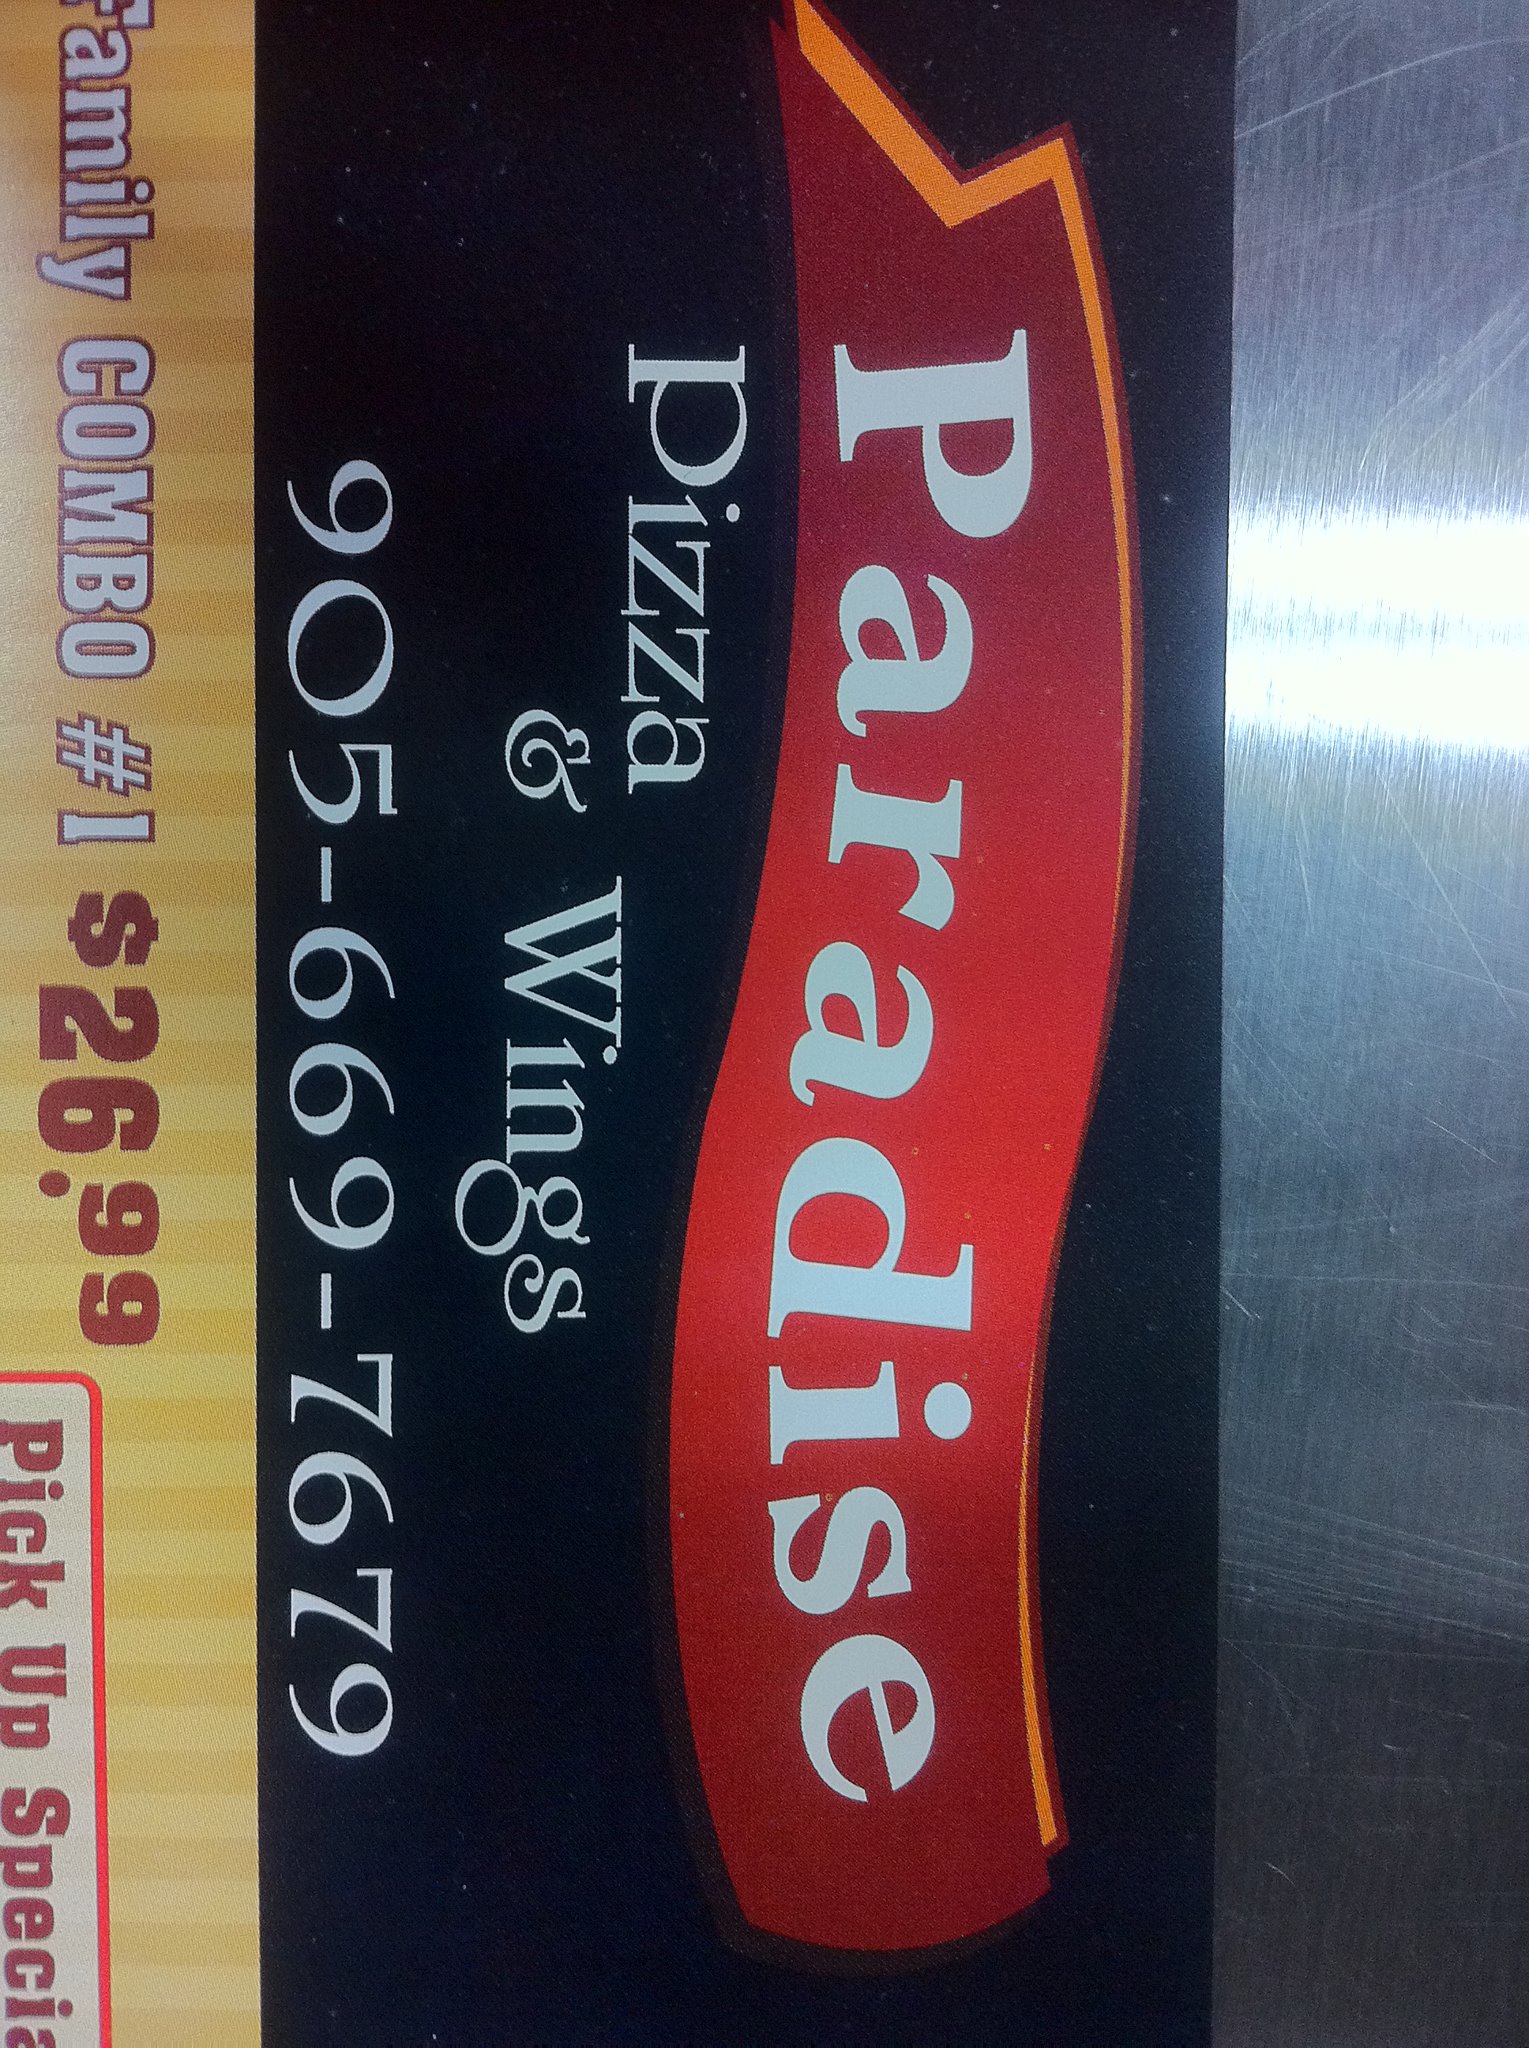 Paradise
Pizza
& Wings
905-669-7679
Family COMBO #1 $26.99
Pick Up Specia